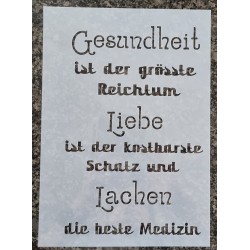 Gesundheit
ist der grösste
Reichtum
Liebe
ist der kostbarste
Schatz und
Lachen
die beste Medizin